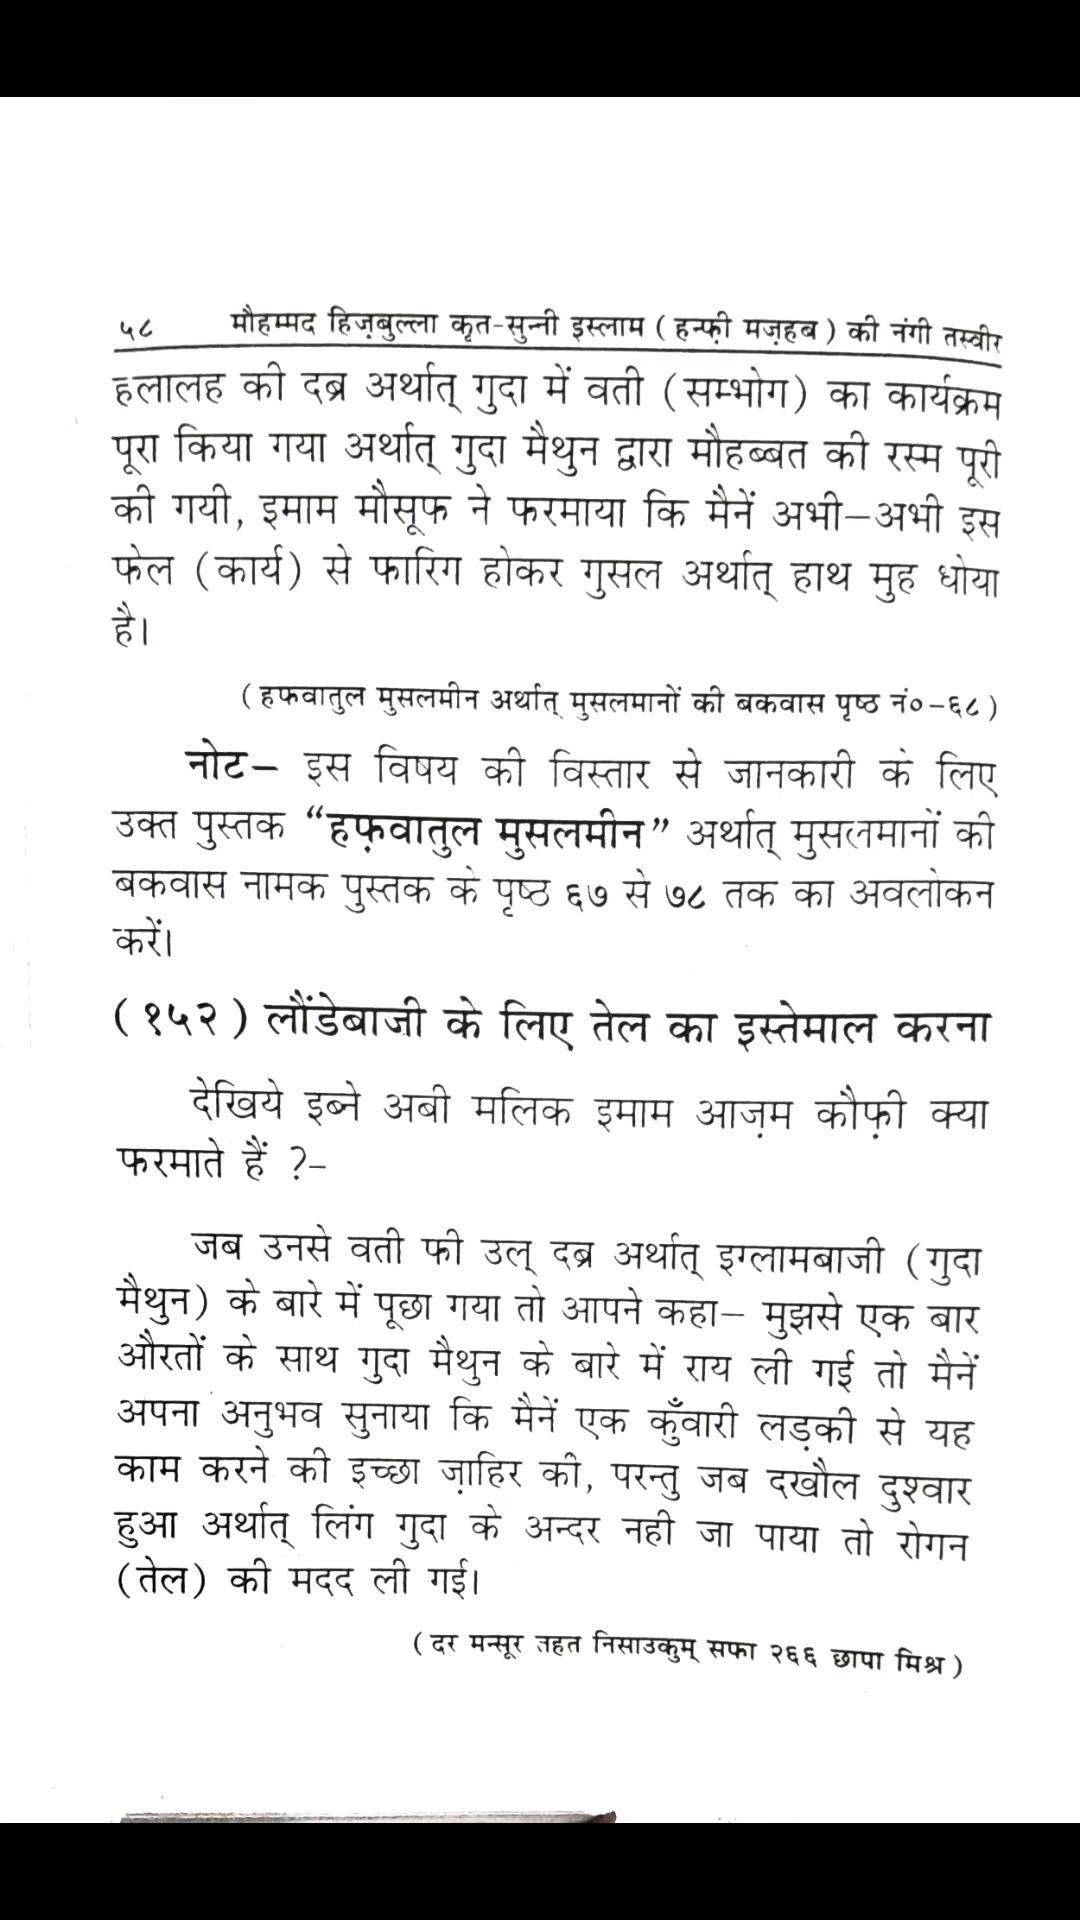 ५८ मौहम्मद हिज़बुल्ला कृत-सुन्नी इस्लाम ( हन्फ़ी मज़हब ) की नंगी तस्वीर
हलालह की दब्र अर्थात् गुदा में वती (सम्भोग) का कार्यक्रम
पूरा किया गया अर्थात् गुदा मैथुन द्वारा मौहब्बत की रस्म पूरी
की गयी, इमाम मौसूफ ने फरमाया कि मैनें अभी–अभी इस
फेल (कार्य) से फारिग होकर गुसल अर्थात् हाथ मुह धोया
है।
( हफवातुल मुसलमीन अर्थात् मुसलमानों की बकवास पृष्ठ नं०-६८ )
नोट– इस विषय की विस्तार से जानकारी के लिए
उक्त पुस्तक “हफ़वातुल मुसलमीन” अर्थात् मुसलमानों की
बकवास नामक पुस्तक के पृष्ठ ६७ से ७८ तक का अवलोकन
करें।
( १५२ ) लौंडेबाजी के लिए तेल का इस्तेमाल करना
देखिये इब्ने अबी मलिक इमाम आज़म कौफ़ी क्या
फरमाते हैं ?–
जब उनसे वती फी उल् दब्र अर्थात् इग्लामबाजी (गुदा
मैथुन) के बारे में पूछा गया तो आपने कहा– मुझसे एक बार
औरतों के साथ गुदा मैथुन के बारे में राय ली गई तो मैनें
अपना अनुभव सुनाया कि मैनें एक कुँवारी लड़की से यह
काम करने की इच्छा ज़ाहिर की, परन्तु जब दखौल दुश्वार
हुआ अर्थात् लिंग गुदा के अन्दर नही जा पाया तो रोगन
(तेल) की मदद ली गई।
( दर मन्सूर तहत निसाउकुम् सफा २६६ छापा मिश्र )